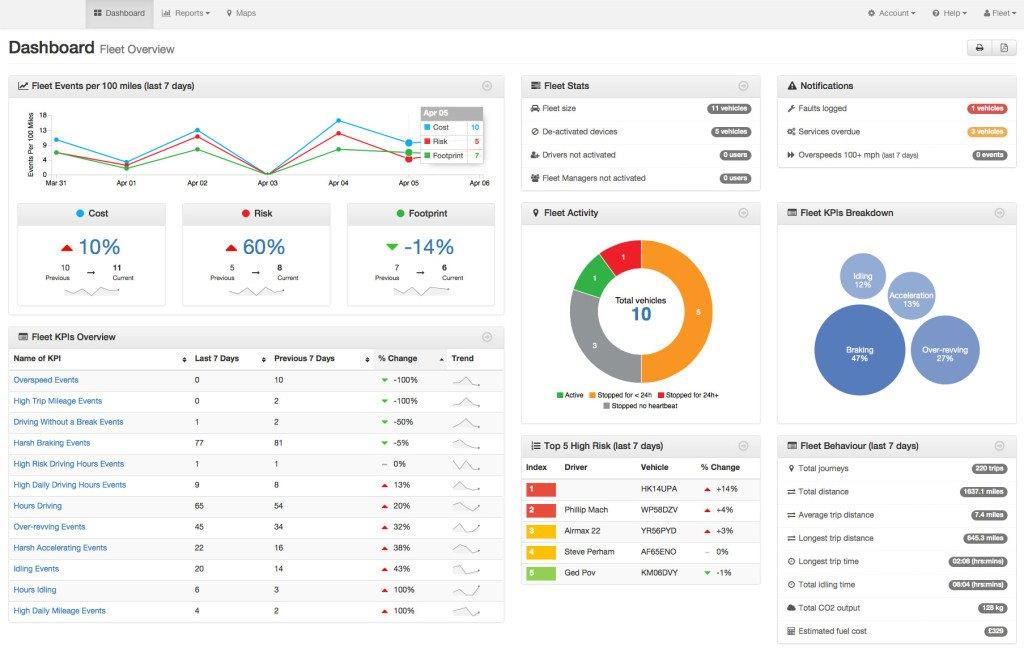 Dashboard Reports Maps Account Help Fleet
Dashboard Fleet Overview
Fleet Events per 100 miles (last 7 days)
Events Per 100 Miles
18
13
9
4
0
Mar 31 Apr 01 Apr 02 Apr 03 Apr 04 Apr 05 Apr 06
Apr 05
Cost 10
Risk 5
Footprint 7
Cost
10%
10 → 11
Previous Current
Risk
60%
5 → 8
Previous Current
Footprint
-14%
7 → 6
Previous Current
Fleet KPIs Overview
Name of KPI Last 7 Days Previous 7 Days % Change Trend
Overspeed Events 0 10 -100%
High Trip Mileage Events 0 2 -100%
Driving Without a Break Events 1 2 -50%
Harsh Braking Events 77 81 -5%
High Risk Driving Hours Events 1 1 0%
High Daily Driving Hours Events 9 8 13%
Hours Driving 65 54 20%
Over-revving Events 45 34 32%
Harsh Accelerating Events 22 16 38%
Idling Events 20 14 43%
Hours Idling 6 3 100%
High Daily Mileage Events 4 2 100%
Fleet Stats
Fleet size 11 vehicles
De-activated devices 5 vehicles
Drivers not activated 0 users
Fleet Managers not activated 0 users
Fleet Activity
1
1
5
3
Total vehicles
10
Active Stopped for < 24h Stopped for 24h+
Stopped no heartbeat
Top 5 High Risk (last 7 days)
Index Driver Vehicle % Change
1 HK14UPA +14%
2 Phillip Mach WP58DZV +4%
3 Airmax 22 YR56PYD +3%
4 Steve Perham AF65ENO 0%
5 Ged Pov KM06DVY -1%
Notifications
Faults logged 1 vehicles
Services overdue 3 vehicles
Overspeeds 100+ mph (last 7 days) 0 events
Fleet KPIs Breakdown
Idling
12%
Acceleration
13%
Braking
47%
Over-revving
27%
Fleet Behaviour (last 7 days)
Total journeys 220 trips
Total distance 1637.1 miles
Average trip distance 7.4 miles
Longest trip distance 645.3 miles
Longest trip time 02:08 (hrs:mins)
Total idling time 06:04 (hrs:mins)
Total CO2 output 128 kg
Estimated fuel cost £329